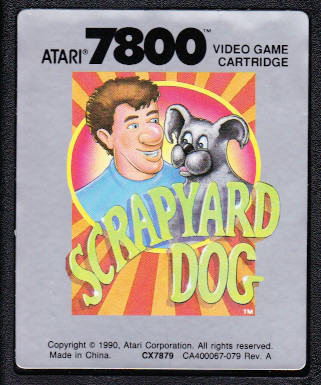 ATARI® 7800™ VIDEO GAME
CARTRIDGE
SCRAPYARD
DOG
TM
Copyright © 1990, Atari Corporation. All rights reserved.
Made in China. CX7879 CA400067-079 Rev. A